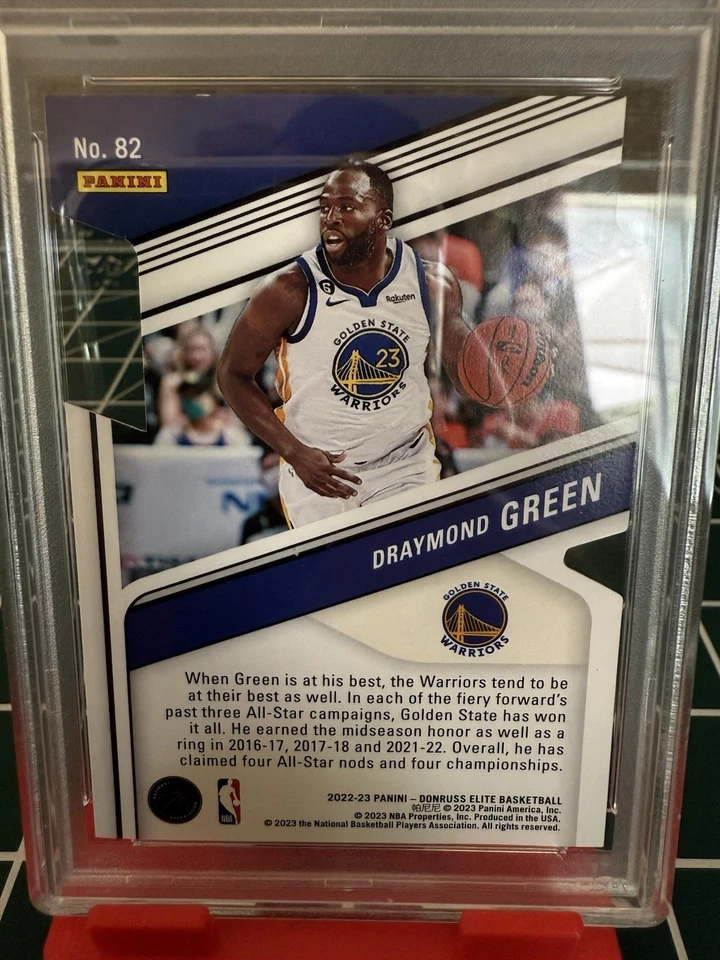 No. 82
PANINI
6
Rakuten
GOLDEN STATE
23
WARRIORS
DRAYMOND GREEN
GOLDEN STATE
WARRIORS
When Green is at his best, the Warriors tend to be
at their best as well. In each of the fiery forward's
past three All-Star campaigns, Golden State has won
it all. He earned the midseason honor as well as a
ring in 2016-17, 2017-18 and 2021-22. Overall, he has
claimed four All-Star nods and four championships.
NBA
2022-23 PANINI – DONRUSS ELITE BASKETBALL
帕尼尼 © 2023 Panini America, Inc.
© 2023 NBA Properties, Inc. Produced in the USA.
© 2023 the National Basketball Players Association. All rights reserved.